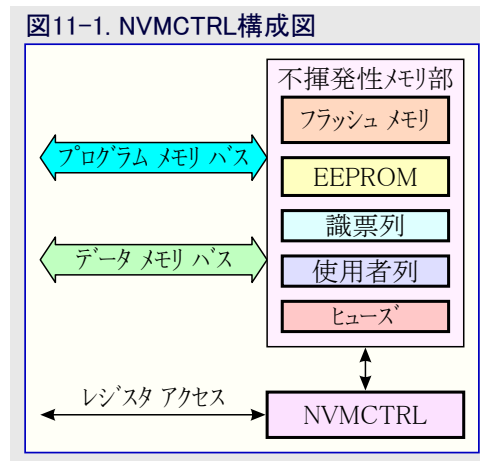 図11-1. NVMCTRL構成図
不揮発性メモリ部
フラッシュ メモリ
プログラム メモリ バス
EEPROM
識票列
データ メモリ バス
使用者列
ヒューズ
レジスタ アクセス
NVMCTRL